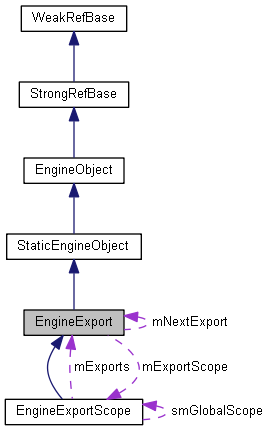 WeakRefBase
StrongRefBase
EngineObject
StaticEngineObject
EngineExport
mNextExport
mExports
mExportScope
EngineExportScope
smGlobalScope